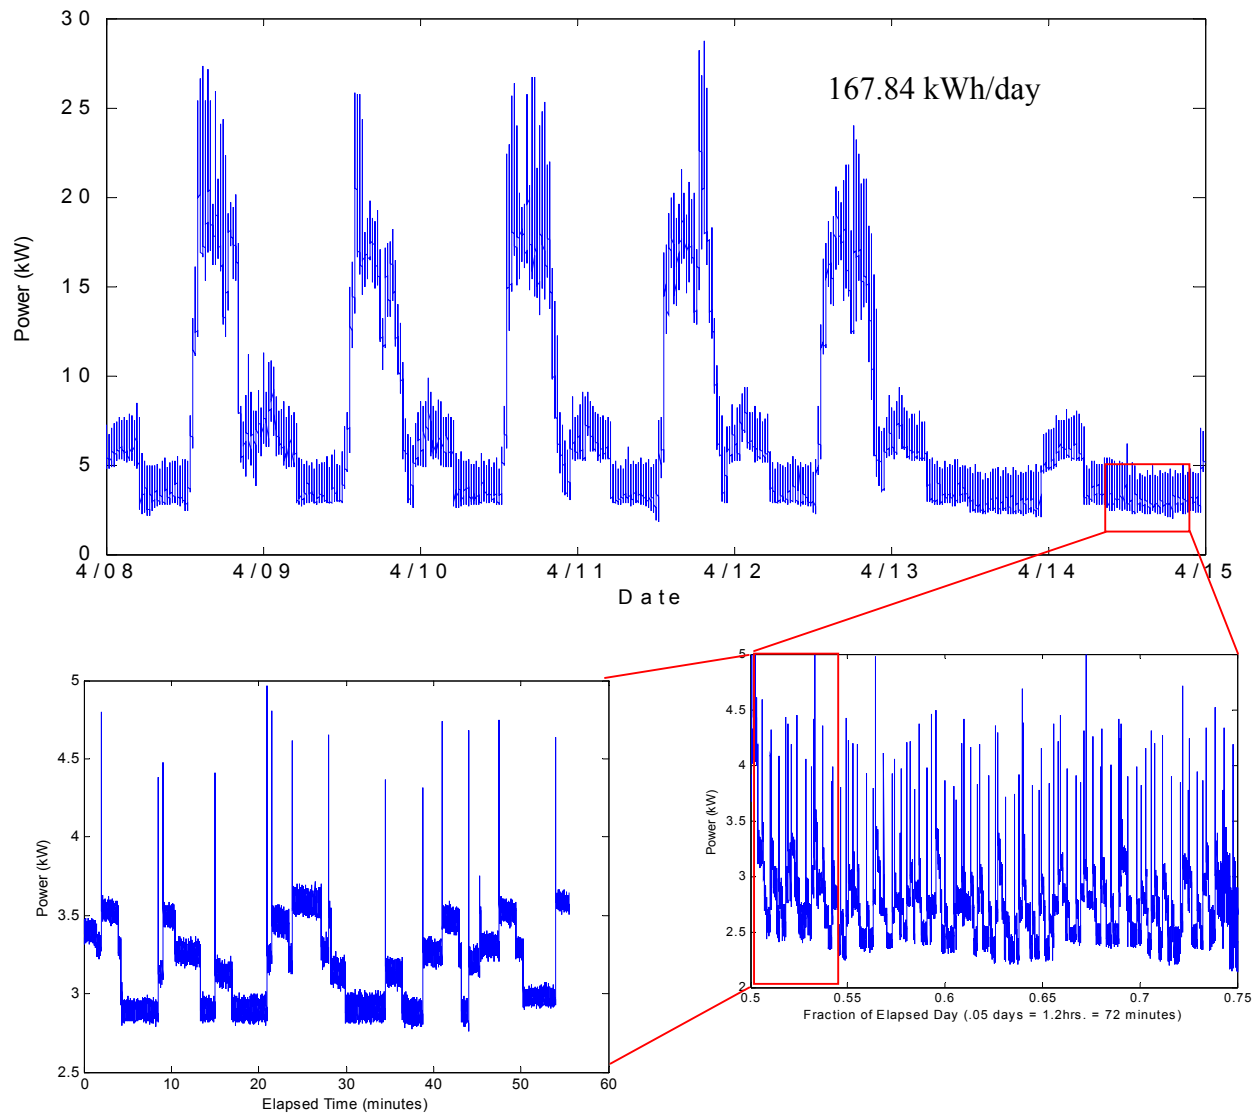 30
25
20
15
10
5
0
Power (kW)
167.84 kWh/day
4/08 4/09 4/10 4/11 4/12 4/13 4/14 4/15
Date
5
4.5
4
3.5
3
2.5
Power (kW)
0 10 20 30 40 50 60
Elapsed Time (minutes)
5
4.5
4
3.5
3
2.5
2
Power (kW)
0.5 0.55 0.6 0.65 0.7 0.75
Fraction of Elapsed Day (.05 days = 1.2hrs. = 72 minutes)